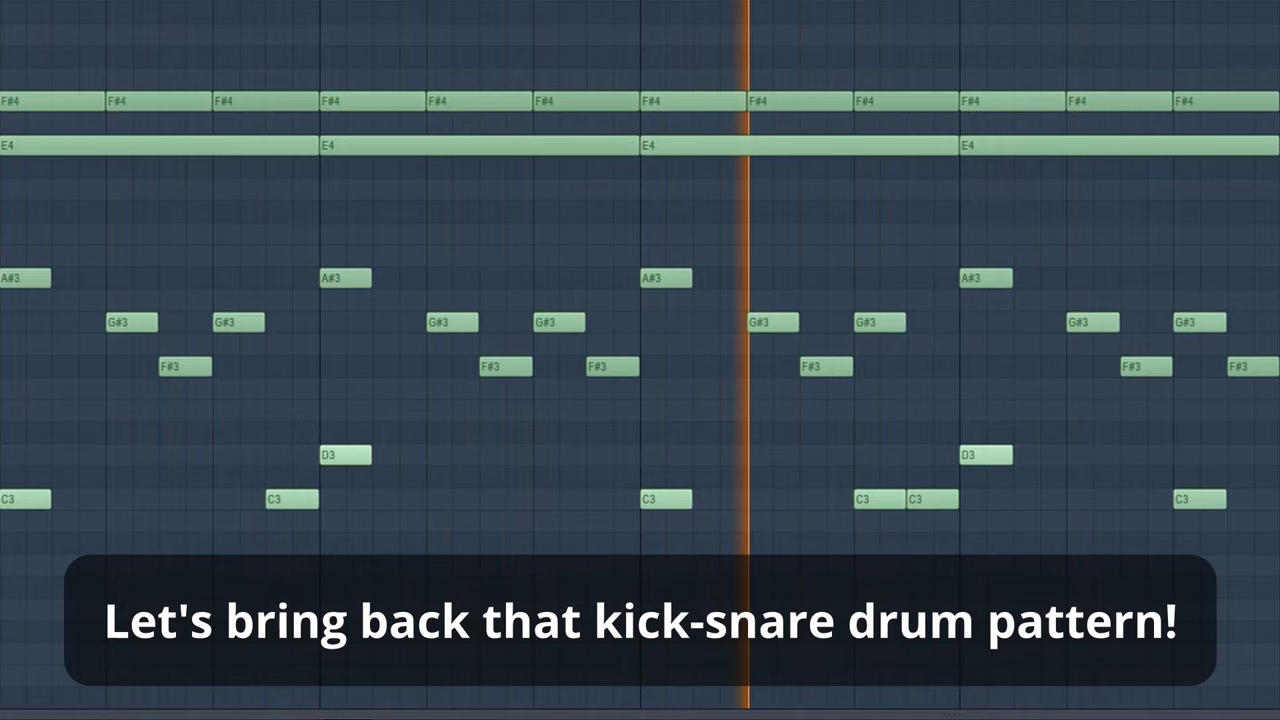 F#4 F#4 F#4 F#4 F#4 F#4 F#4 F#4 F#4 F#4 F#4 F#4
E4 E4 E4 E4
A#3 A#3 A#3 A#3
G#3 G#3 G#3 G#3 G#3 G#3 G#3 G#3
F#3 F#3 F#3 F#3 F#3 F#3
D3 D3
C3 C3 C3 C3 C3 C3
Let's bring back that kick-snare drum pattern!